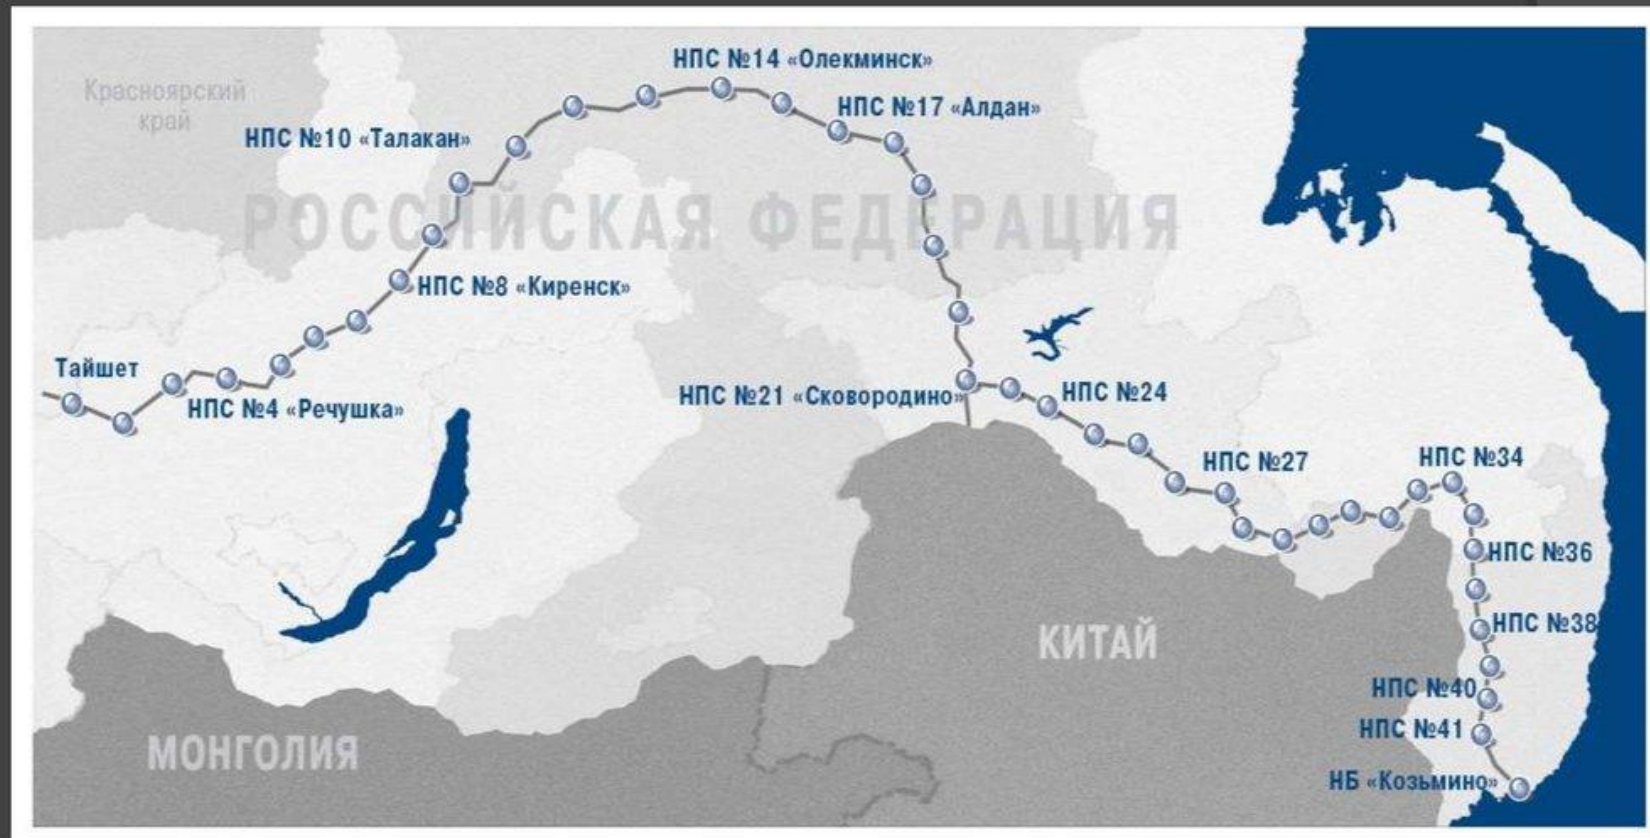 Красноярский
край
НПС №14 «Олекминск»
НПС №17 «Алдан»
НПС №10 «Талакан»
РОССИЙСКАЯ ФЕДЕРАЦИЯ
НПС №8 «Киренск»
Тайшет
НПС №4 «Речушка»
НПС №21 «Сковородино»
НПС №24
НПС №27
НПС №34
НПС №36
НПС №38
КИТАЙ
НПС №40
НПС №41
МОНГОЛИЯ
НБ «Козьмино»